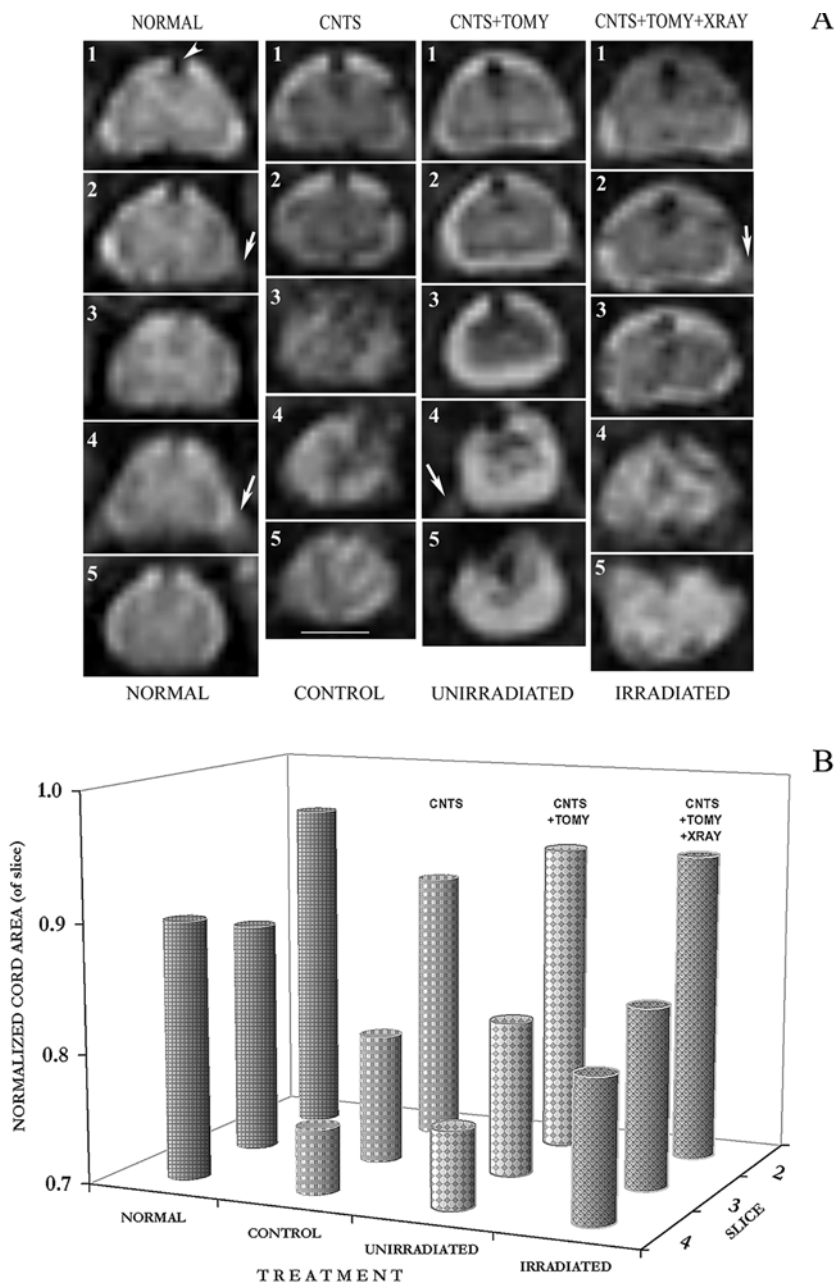 A
NORMAL
CNTS
CNTS+TOMY
CNTS+TOMY+XRAY
1
1
1
1
2
2
2
2
3
3
3
3
4
4
4
4
5
5
5
5
NORMAL
CONTROL
UNIRRADIATED
IRRADIATED
B
1.0
0.9
0.8
0.7
NORMALIZED CORD AREA (of slice)
CNTS
CNTS
+TOMY
CNTS
+TOMY
+XRAY
NORMAL
CONTROL
UNIRRADIATED
IRRADIATED
TREATMENT
2
3
4
SLICE